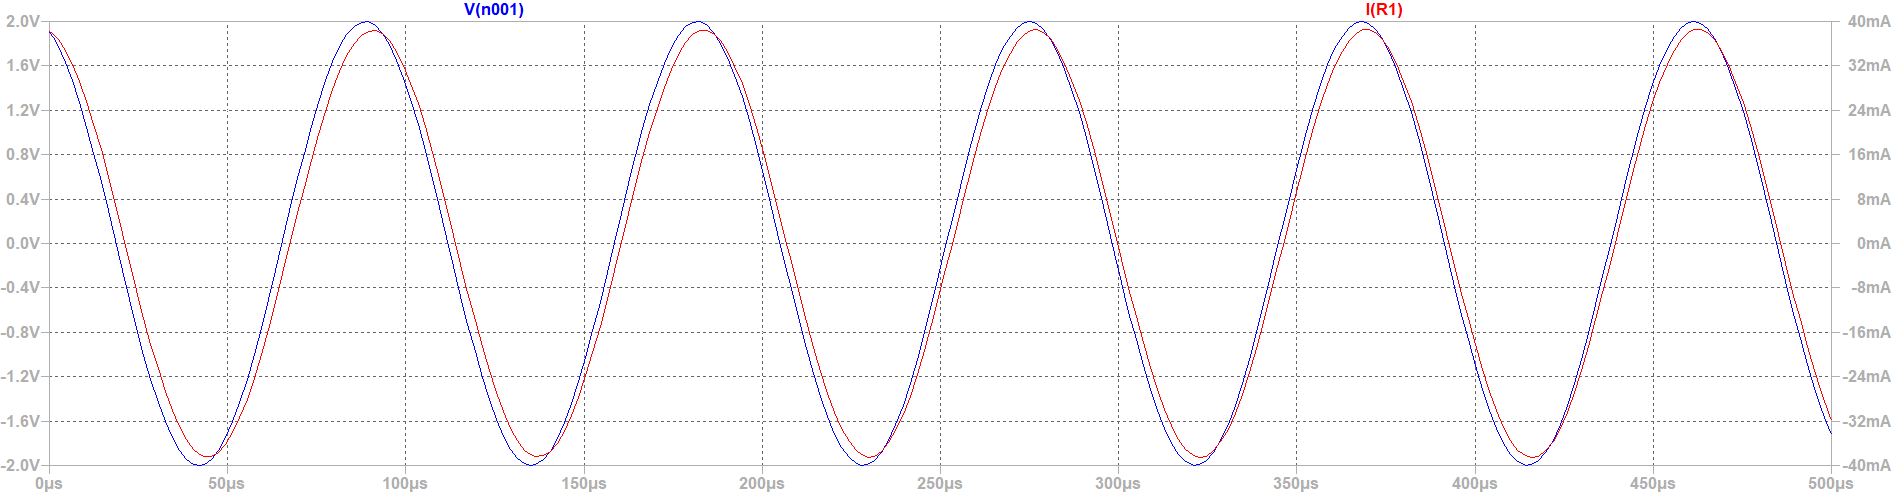 V(n001) I(R1)
2.0V 40mA
1.6V 32mA
1.2V 24mA
0.8V 16mA
0.4V 8mA
0.0V 0mA
-0.4V -8mA
-0.8V -16mA
-1.2V -24mA
-1.6V -32mA
-2.0V -40mA
0µs 50µs 100µs 150µs 200µs 250µs 300µs 350µs 400µs 450µs 500µs